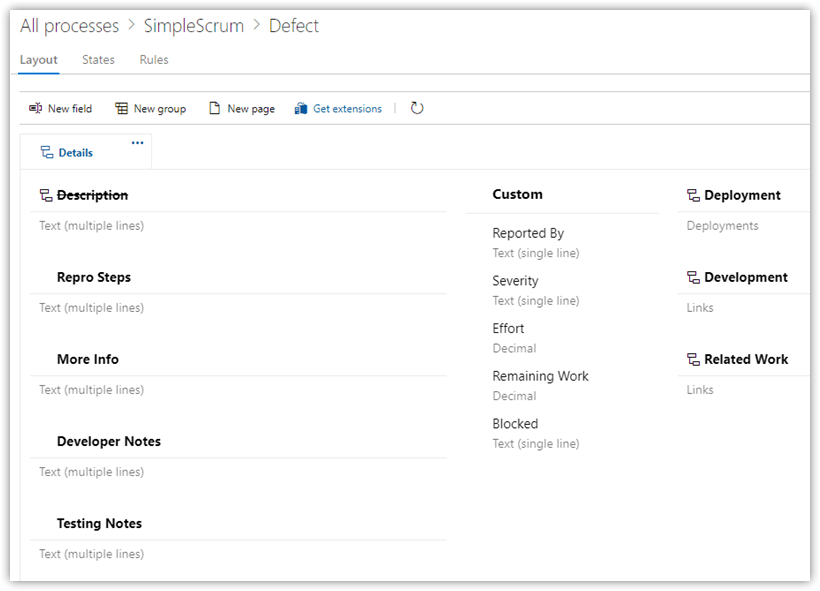 All processes > SimpleScrum > Defect
Layout States Rules
New field New group New page Get extensions
Details ...
Description
Text (multiple lines)
Repro Steps
Text (multiple lines)
More Info
Text (multiple lines)
Developer Notes
Text (multiple lines)
Testing Notes
Text (multiple lines)
Custom
Reported By
Text (single line)
Severity
Text (single line)
Effort
Decimal
Remaining Work
Decimal
Blocked
Text (single line)
Deployment
Deployments
Development
Links
Related Work
Links